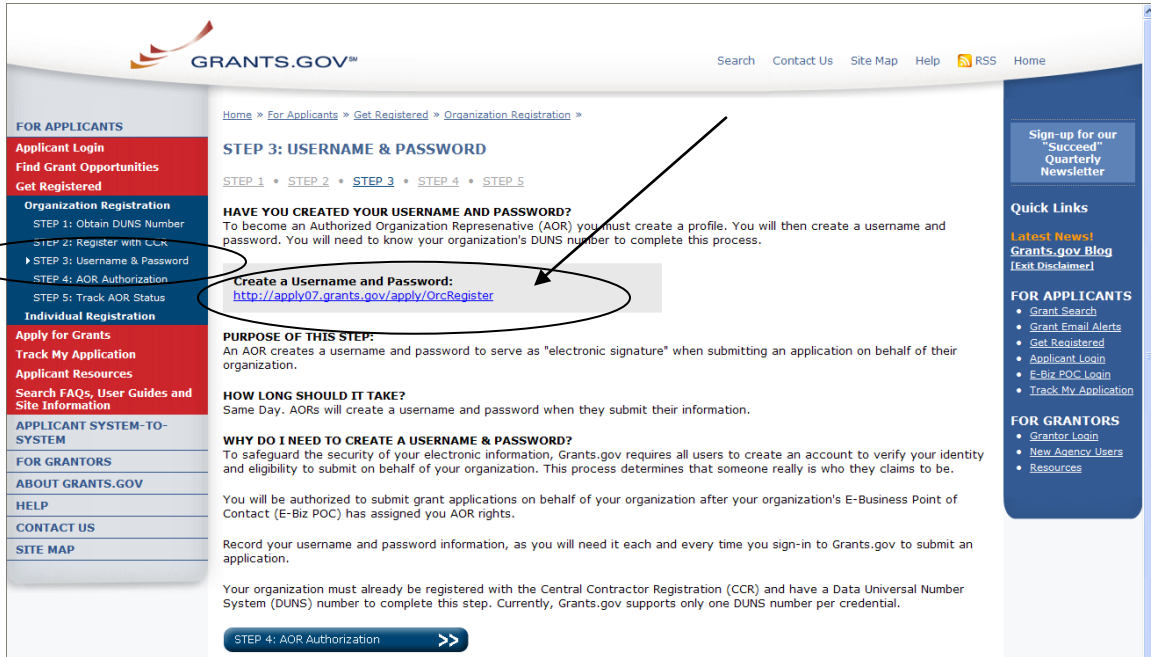 GRANTS.GOV℠
Search Contact Us Site Map Help RSS Home
FOR APPLICANTS
Applicant Login
Find Grant Opportunities
Get Registered
Organization Registration
STEP 1: Obtain DUNS Number
STEP 2: Register with CCR
STEP 3: Username & Password
STEP 4: AOR Authorization
STEP 5: Track AOR Status
Individual Registration
Apply for Grants
Track My Application
Applicant Resources
Search FAQs, User Guides and
Site Information
APPLICANT SYSTEM-TO-
SYSTEM
FOR GRANTORS
ABOUT GRANTS.GOV
HELP
CONTACT US
SITE MAP
Home » For Applicants » Get Registered » Organization Registration »
STEP 3: USERNAME & PASSWORD
STEP 1 • STEP 2 • STEP 3 • STEP 4 • STEP 5
HAVE YOU CREATED YOUR USERNAME AND PASSWORD?
To become an Authorized Organization Represenative (AOR) you must create a profile. You will then create a username and
password. You will need to know your organization's DUNS number to complete this process.
Create a Username and Password:
http://apply07.grants.gov/apply/OrcRegister
PURPOSE OF THIS STEP:
An AOR creates a username and password to serve as "electronic signature" when submitting an application on behalf of their
organization.
HOW LONG SHOULD IT TAKE?
Same Day. AORs will create a username and password when they submit their information.
WHY DO I NEED TO CREATE A USERNAME & PASSWORD?
To safeguard the security of your electronic information, Grants.gov requires all users to create an account to verify your identity
and eligibility to submit on behalf of your organization. This process determines that someone really is who they claims to be.
You will be authorized to submit grant applications on behalf of your organization after your organization's E-Business Point of
Contact (E-Biz POC) has assigned you AOR rights.
Record your username and password information, as you will need it each and every time you sign-in to Grants.gov to submit an
application.
Your organization must already be registered with the Central Contractor Registration (CCR) and have a Data Universal Number
System (DUNS) number to complete this step. Currently, Grants.gov supports only one DUNS number per credential.
STEP 4: AOR Authorization >>
Sign-up for our
"Succeed"
Quarterly
Newsletter
Quick Links
Latest News!
Grants.gov Blog
[Exit Disclaimer]
FOR APPLICANTS
• Grant Search
• Grant Email Alerts
• Get Registered
• Applicant Login
• E-Biz POC Login
• Track My Application
FOR GRANTORS
• Grantor Login
• New Agency Users
• Resources